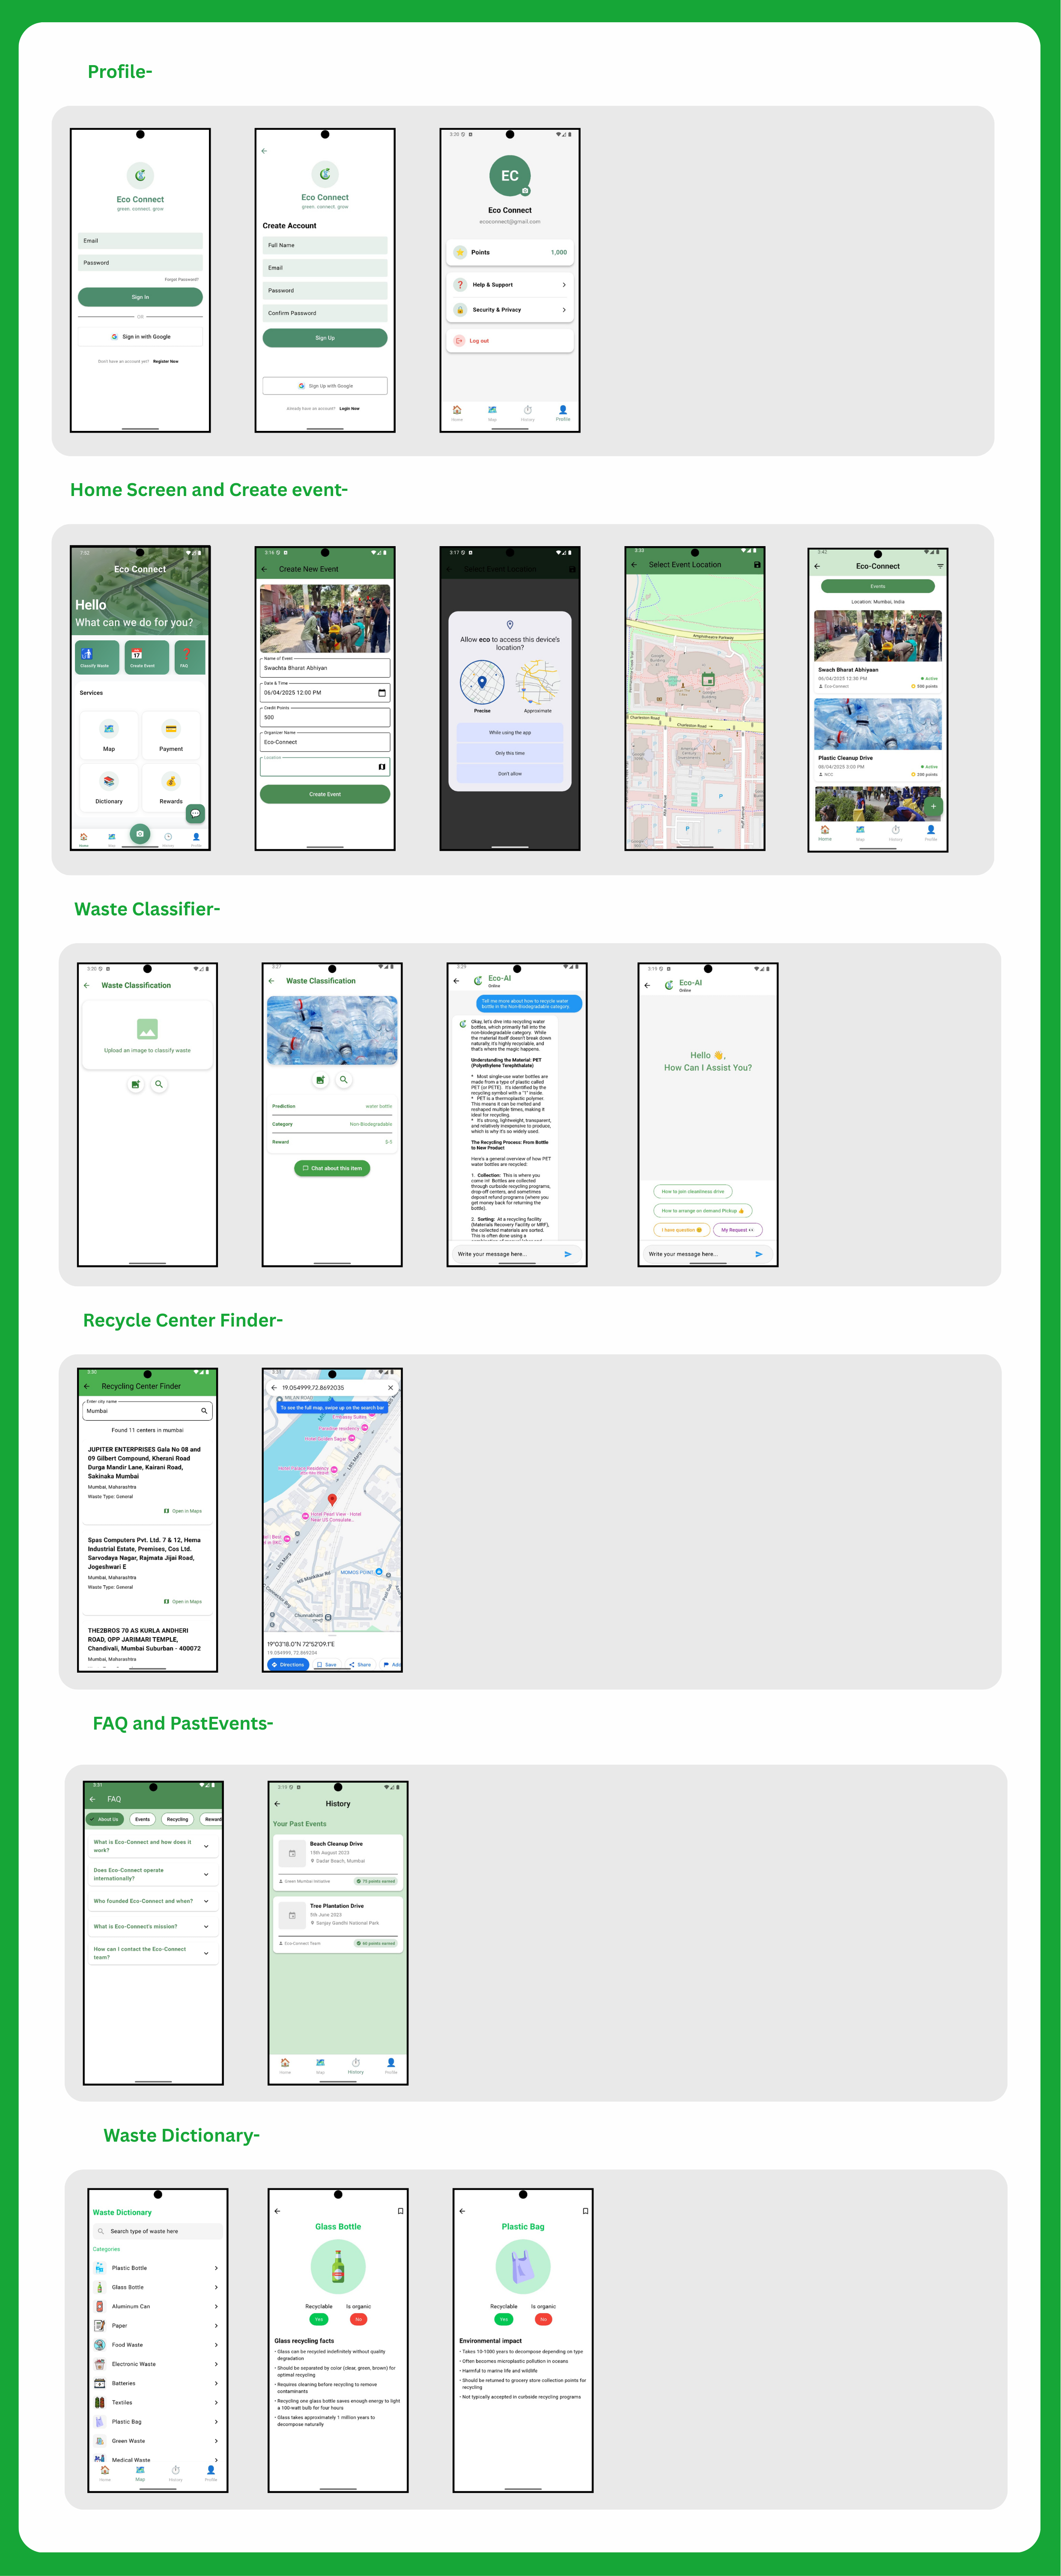 Profile-
Eco Connect
green, connect, grow
Email
Password
Forgot Password?
Sign In
OR
Sign in with Google
Don't have an account yet? Register Now
Eco Connect
green, connect, grow
Create Account
Full Name
Email
Password
Confirm Password
Sign Up
Sign Up with Google
Already have an account? Login Now
3:30
EC
Eco Connect
ecoconnect@gmail.com
Points 1,000
Help & Support
Security & Privacy
Log out
Home Map History Profile
Home Screen and Create event-
7:52
Eco Connect
Hello
What can we do for you?
Classify Waste Create Event FAQ
Services
Map Payment
Dictionary Rewards
Home Map History Profile
3:16
Create New Event
Name of Event
Swachta Bharat Abhiyan
Date & Time
05/04/2025 12:00 PM
Credit Points
500
Organizer Name
Eco-Connect
Location
Create Event
3:17
Select Event Location
Allow eco to access this device's
location?
Precise Approximate
While using the app
Only this time
Don't allow
Select Event Location
Amphitheatre Parkway
Charleston Road Charleston Road
3:42
Eco-Connect
Events
Location: Mumbai, India
Swach Bharat Abhiyaan
Active
Eco-Connect 500 points
Plastic Cleanup Drive
08/04/2025 3:00 PM Active
Home Map History Profile
Waste Classifier-
3:20
Waste Classification
Upload an image to classify waste
3:27
Waste Classification
Prediction water bottle
Category Non-Biodegradable
Reward
Chat about this item
3:29
Eco-AI
Online
Tell me more about how to recycle water
bottle in the Non-Biodegradable category.
Okay, let's dive into recycling water
bottles, which primarily fall into the
non-biodegradable category. While
the material itself doesn't break down
naturally, it's highly recyclable, and
that's where the magic happens.
Understanding the Material: PET
(Polyethylene Terephthalate)
* Most single-use water bottles are
made from a type of plastic called
PET (or PETE). It's identified by the
recycling symbol with a "1" inside.
* PET is a thermoplastic polymer.
This means it can be melted and
reshaped multiple times, making it
ideal for recycling.
* It's strong, lightweight, transparent,
and relatively inexpensive to produce,
which is why it's so widely used.
The Recycling Process: From Bottle
to New Product
Here's a general overview of how PET
water bottles are recycled:
1. Collection: This is where you
come in! Bottles are collected
through curbside recycling programs,
drop-off centers, and sometimes
deposit refund programs (where you
get money back for returning the
bottle).
2. Sorting: At a recycling facility
(Materials Recovery Facility or MRF),
the collected materials are sorted.
This is often done using a
Write your message here...
3:19
Eco-AI
Online
Hello 👋,
How Can I Assist You?
How to join cleanliness drive
How to arrange on demand Pickup 👍
I have question
My Request
Write your message here...
Recycle Center Finder-
Recycling Center Finder
Enter city name
Mumbai
Found 11 centers in mumbai
JUPITER ENTERPRISES Gala No 08 and
09 Gilbert Compound, Kherani Road
Durga Mandir Lane, Kairani Road,
Sakinaka Mumbai
Mumbai, Maharashtra
Waste Type: General
Open in Maps
Spas Computers Pvt. Ltd. 7 & 12, Hema
Industrial Estate, Premises, Cos Ltd.
Sarvodaya Nagar, Rajmata Jijai Road,
Jogeshwari E
Mumbai, Maharashtra
Waste Type: General
Open in Maps
THE2BROS 70 AS KURLA ANDHERI
ROAD, OPP JARIMARI TEMPLE,
Chandivali, Mumbai Suburban - 400072
Mumbai, Maharashtra
19.054999,72.8692035
To see the full map, swipe up on the search bar
LBS Marg
Hotel Pearl View - Hotel
Near US Consulate...
LBS Marg
NS Mankikar Rd
MOMOS POINT
Chunnabhatti
19°03'18.0"N 72°52'09.1"E
19.054999, 72.869204
Directions Save Share Add
FAQ and PastEvents-
3:31
FAQ
About Us Events Recycling Reward
What is Eco-Connect and how does it
work?
Does Eco-Connect operate
internationally?
Who founded Eco-Connect and when?
What is Eco-Connect's mission?
How can I contact the Eco-Connect
team?
3:13
History
Your Past Events
Beach Cleanup Drive
15th August 2023
Dadar Beach, Mumbai
Green Mumbai Initiative 75 points earned
Tree Plantation Drive
5th June 2023
Sanjay Gandhi National Park
Eco-Connect Team
Home Map History Profile
Waste Dictionary-
Waste Dictionary
Search type of waste here
Categories
Plastic Bottle
Glass Bottle
Aluminum Can
Paper
Food Waste
Electronic Waste
Batteries
Textiles
Plastic Bag
Green Waste
Medical Waste
Home Map History Profile
Glass Bottle
Recyclable Is organic
Yes No
Glass recycling facts
• Glass can be recycled indefinitely without quality
degradation
• Should be separated by color (clear, green, brown) for
optimal recycling
• Requires cleaning before recycling to remove
contaminants
• Recycling one glass bottle saves enough energy to light
a 100-watt bulb for four hours
• Glass takes approximately 1 million years to
decompose naturally
Plastic Bag
Recyclable Is organic
Yes No
Environmental impact
• Takes 10-1000 years to decompose depending on type
• Often becomes microplastic pollution in oceans
• Harmful to marine life and wildlife
• Should be returned to grocery store collection points for
recycling
• Not typically accepted in curbside recycling programs